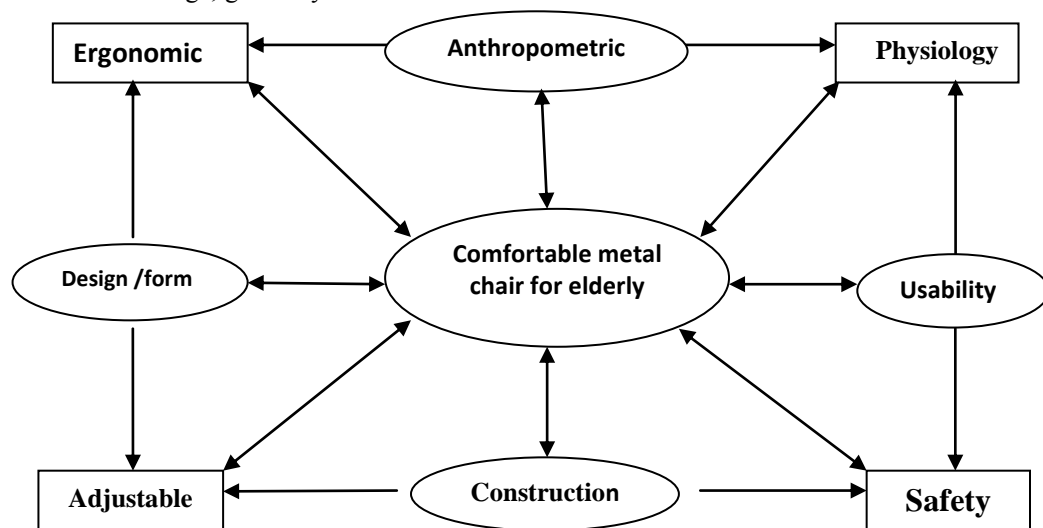 Ergonomic
Anthropometric
Physiology
Comfortable metal
chair for elderly
Design /form
Usability
Adjustable
Construction
Safety